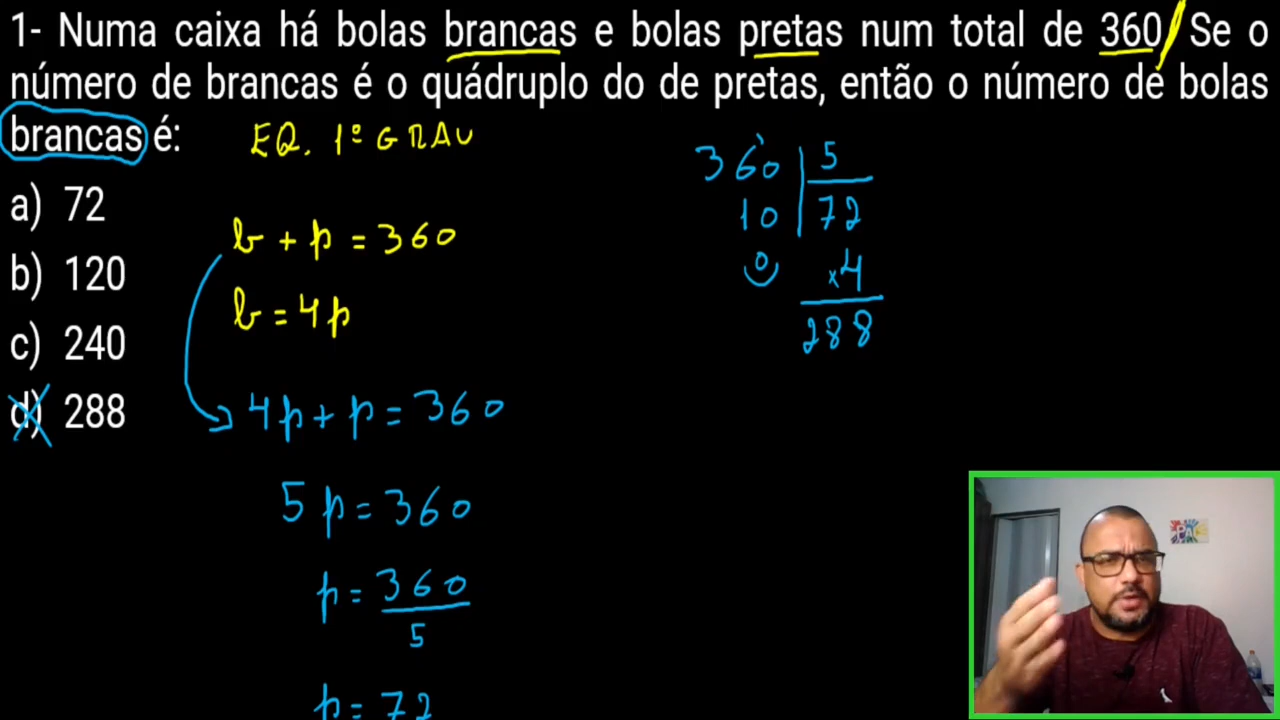 1- Numa caixa há bolas brancas e bolas pretas num total de 360. Se o
número de brancas é o quádruplo do de pretas, então o número de bolas
brancas é:
EQ. 1º GRAU
a) 72
b) 120
c) 240
d) 288
b + p = 360
b = 4p
4p + p = 360
5p = 360
p = 360
5
p = 72
360 5
10 72
0 x4
288